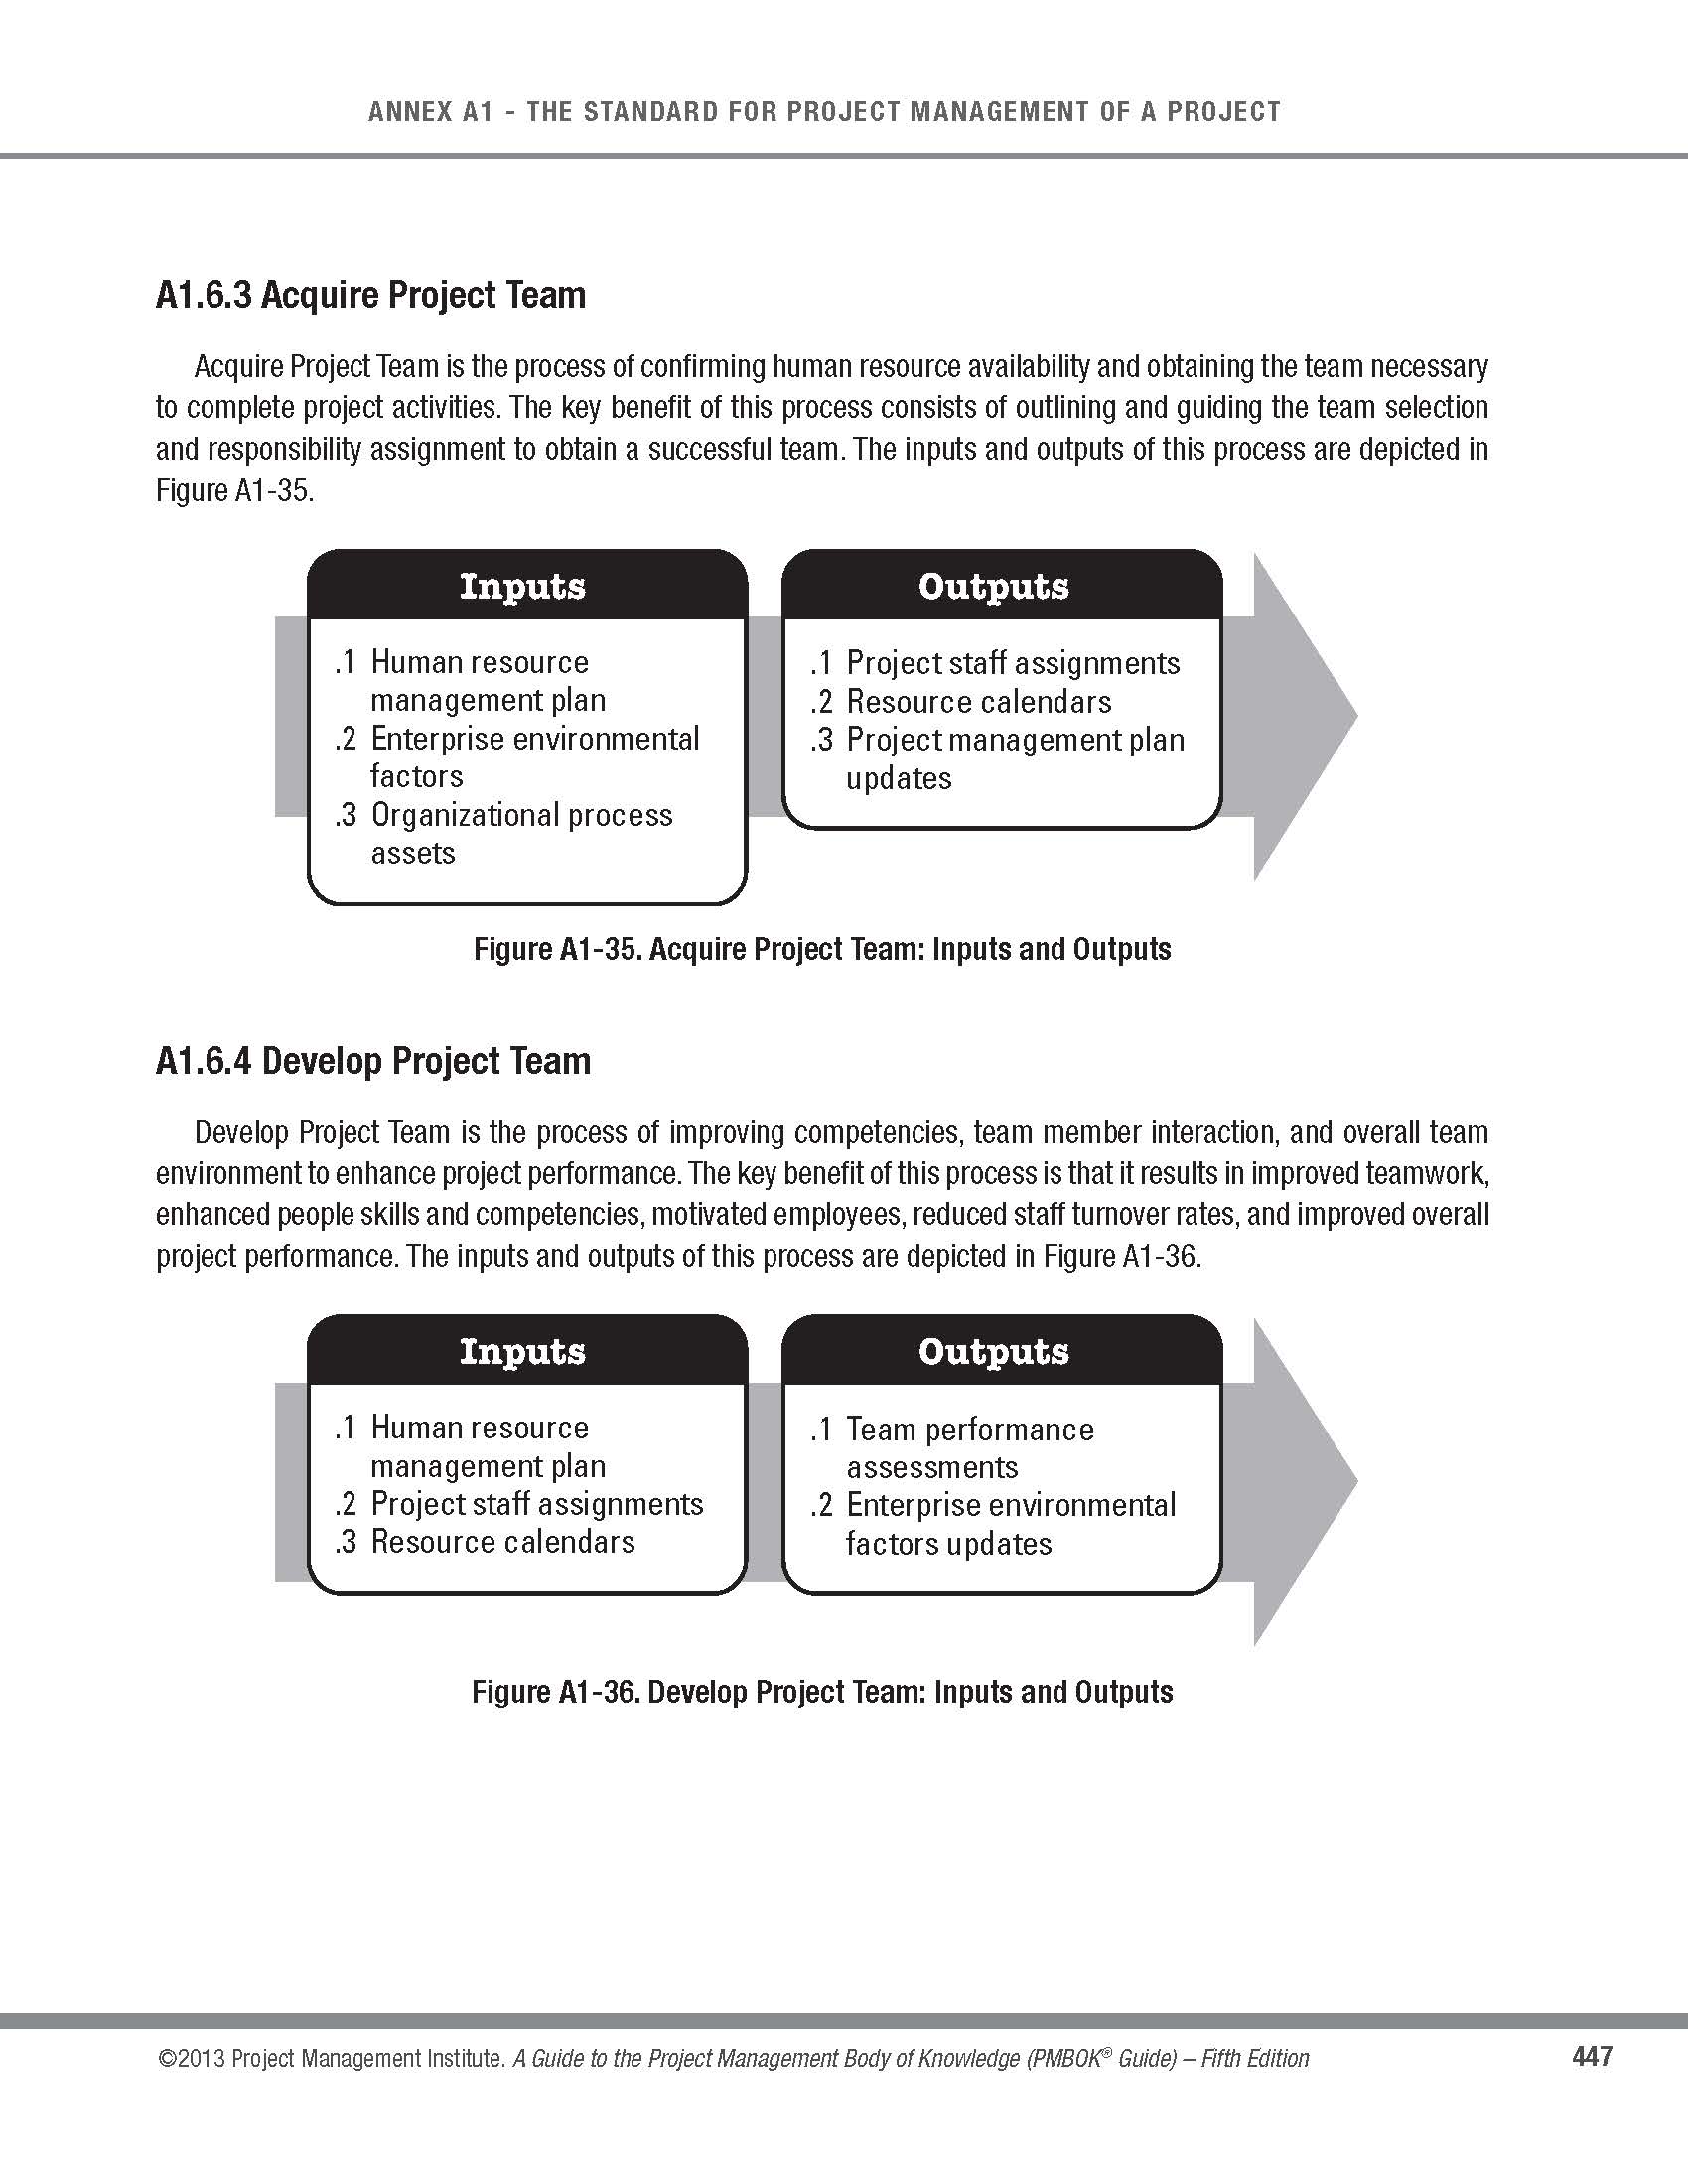 ANNEX A1 - THE STANDARD FOR PROJECT MANAGEMENT OF A PROJECT
A1.6.3 Acquire Project Team
Acquire Project Team is the process of confirming human resource availability and obtaining the team necessary
to complete project activities. The key benefit of this process consists of outlining and guiding the team selection
and responsibility assignment to obtain a successful team. The inputs and outputs of this process are depicted in
Figure A1-35.
Inputs
.1 Human resource
management plan
.2 Enterprise environmental
factors
.3 Organizational process
assets
Outputs
.1 Project staff assignments
.2 Resource calendars
.3 Project management plan
updates
Figure A1-35. Acquire Project Team: Inputs and Outputs
A1.6.4 Develop Project Team
Develop Project Team is the process of improving competencies, team member interaction, and overall team
environment to enhance project performance. The key benefit of this process is that it results in improved teamwork,
enhanced people skills and competencies, motivated employees, reduced staff turnover rates, and improved overall
project performance. The inputs and outputs of this process are depicted in Figure A1-36.
Inputs
.1 Human resource
management plan
.2 Project staff assignments
.3 Resource calendars
Outputs
.1 Team performance
assessments
.2 Enterprise environmental
factors updates
Figure A1-36. Develop Project Team: Inputs and Outputs
©2013 Project Management Institute. A Guide to the Project Management Body of Knowledge (PMBOK® Guide) – Fifth Edition
447